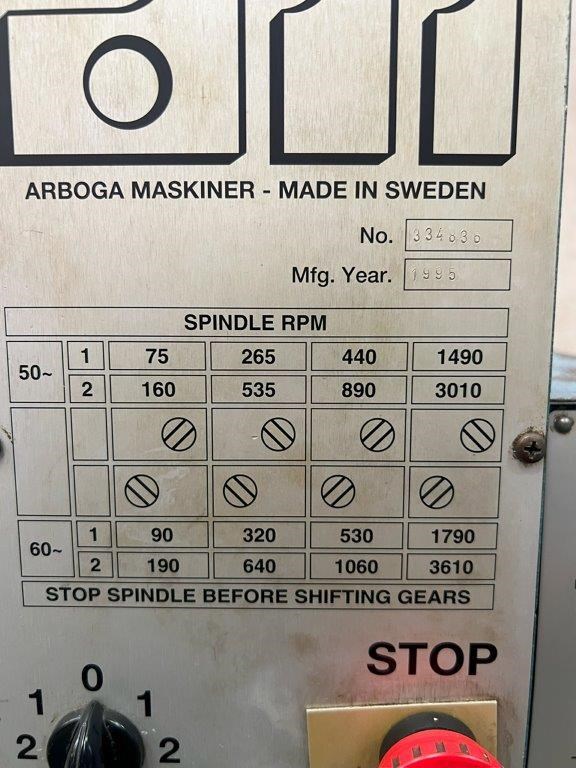 ARBOGA MASKINER - MADE IN SWEDEN
No. 334836
Mfg. Year. 1995
SPINDLE RPM
50~ 1 75 265 440 1490
2 160 535 890 3010
60~ 1 90 320 530 1790
2 190 640 1060 3610
STOP SPINDLE BEFORE SHIFTING GEARS
STOP
0
1 1
2 2